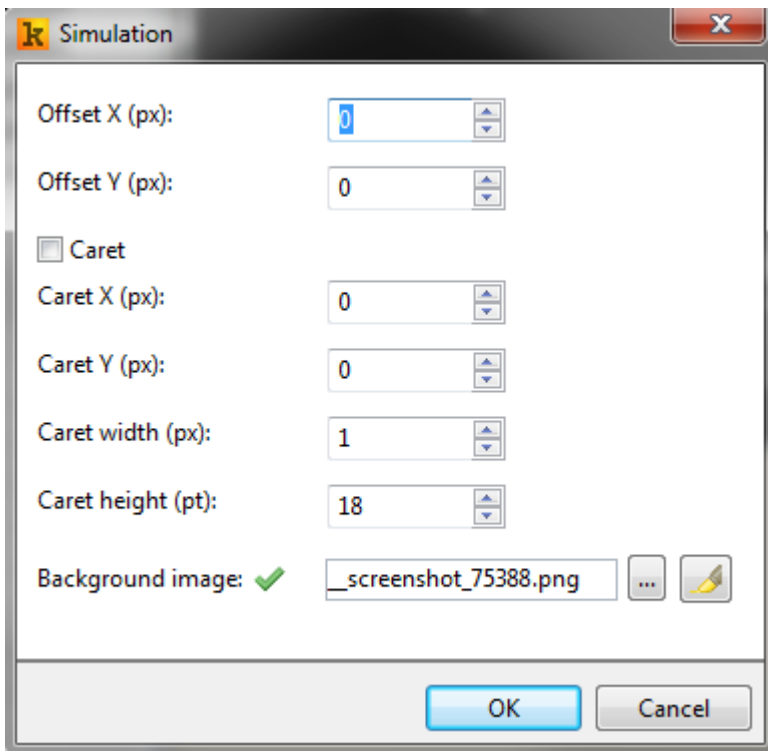 Simulation
Offset X (px): 0
Offset Y (px): 0
Caret
Caret X (px): 0
Caret Y (px): 0
Caret width (px): 1
Caret height (pt): 18
Background image: __screenshot_75388.png ...
OK Cancel